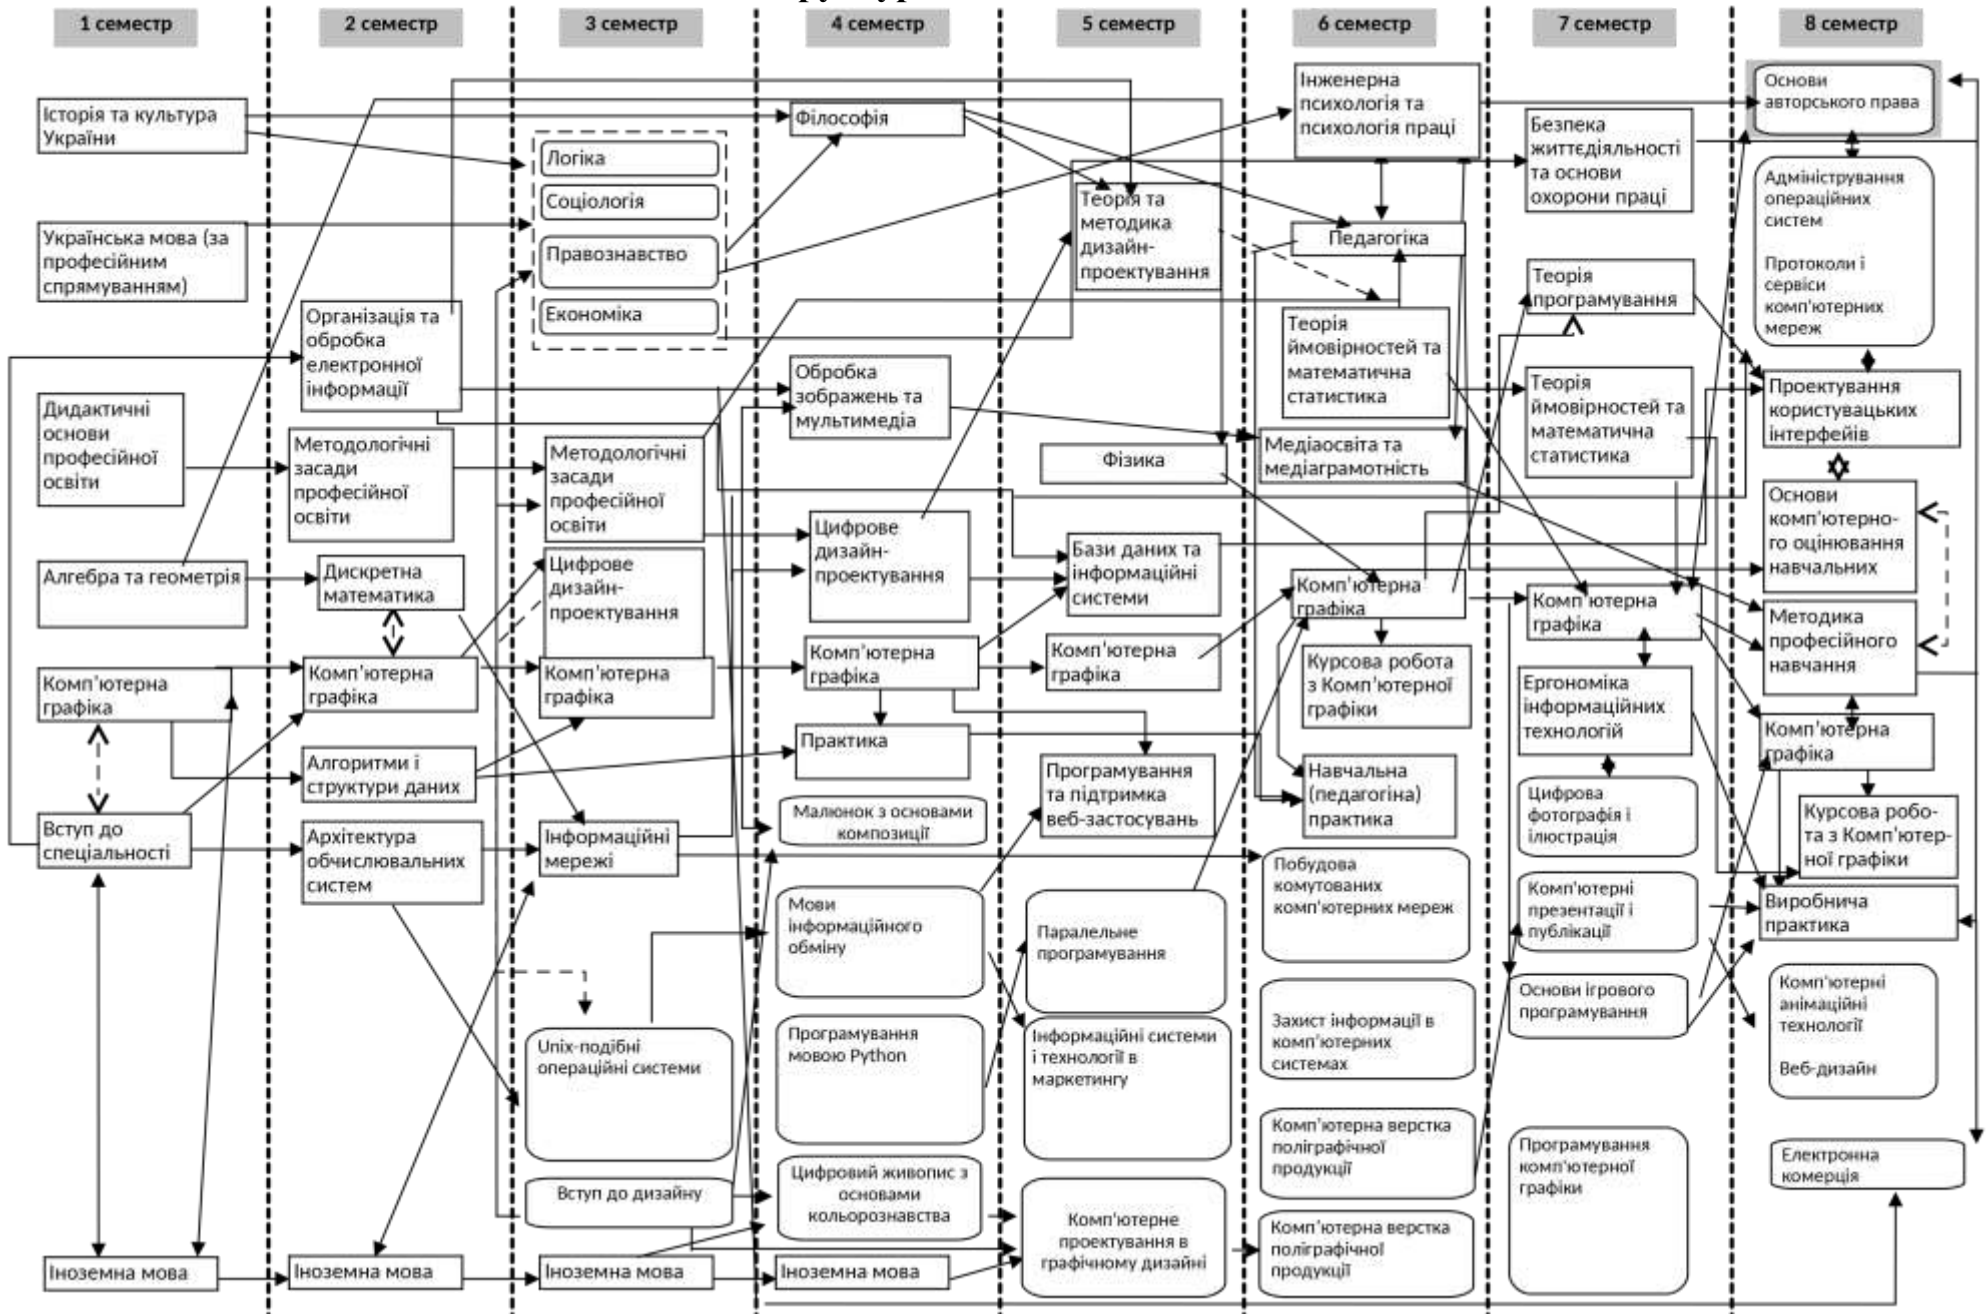 1 семестр
2 семестр
3 семестр
4 семестр
5 семестр
6 семестр
7 семестр
8 семестр
Історія та культура
України
Українська мова (за
професійним
спрямуванням)
Дидактичні
основи
професійної
освіти
Алгебра та геометрія
Комп'ютерна
графіка
Вступ до
спеціальності
Іноземна мова
Організація та
обробка
електронної
інформації
Методологічні
засади
професійної
освіти
Дискретна
математика
Комп'ютерна
графіка
Алгоритми і
структури даних
Архітектура
обчислювальних
систем
Іноземна мова
Логіка
Соціологія
Правознавство
Економіка
Методологічні
засади
професійної
освіти
Цифрове
дизайн-
проектування
Комп'ютерна
графіка
Інформаційні
мережі
Unix-подібні
операційні системи
Вступ до дизайну
Іноземна мова
Філософія
Обробка
зображень та
мультимедіа
Цифрове
дизайн-
проектування
Комп'ютерна
графіка
Практика
Малюнок з основами
композиції
Мови
інформаційного
обміну
Програмування
мовою Python
Цифровий живопис з
основами
кольорознавства
Іноземна мова
Теорія та
методика
дизайн-
проектування
Фізика
Бази даних та
інформаційні
системи
Комп'ютерна
графіка
Програмування
та підтримка
веб-застосувань
Паралельне
програмування
Інформаційні системи
і технології в
маркетингу
Комп'ютерне
проектування в
графічному дизайні
Інженерна
психологія та
психологія праці
Педагогіка
Теорія
ймовірностей та
математична
статистика
Медіаосвіта та
медіаграмотність
Комп'ютерна
графіка
Курсова робота
з Комп'ютерної
графіки
Навчальна
(педагогіна)
практика
Побудова
комутованих
комп'ютерних мереж
Захист інформації в
комп'ютерних
системах
Комп'ютерна верстка
поліграфічної
продукції
Комп'ютерна верстка
поліграфічної
продукції
Безпека
життєдіяльності
та основи
охорони праці
Теорія
програмування
Теорія
ймовірностей та
математична
статистика
Комп'ютерна
графіка
Ергономіка
інформаційних
технологій
Цифрова
фотографія і
ілюстрація
Комп'ютерні
презентації і
публікації
Основи ігрового
програмування
Програмування
комп'ютерної
графіки
Основи
авторського права
Адміністрування
операційних
систем
Протоколи і
сервіси
комп'ютерних
мереж
Проектування
користувацьких
інтерфейів
Основи
комп'ютерно-
го оцінювання
навчальних
Методика
професійного
навчання
Комп'ютерна
графіка
Курсова робо-
та з Комп'ютер-
ної графіки
Виробнича
практика
Комп'ютерні
анімаційні
технології
Веб-дизайн
Електронна
комерція